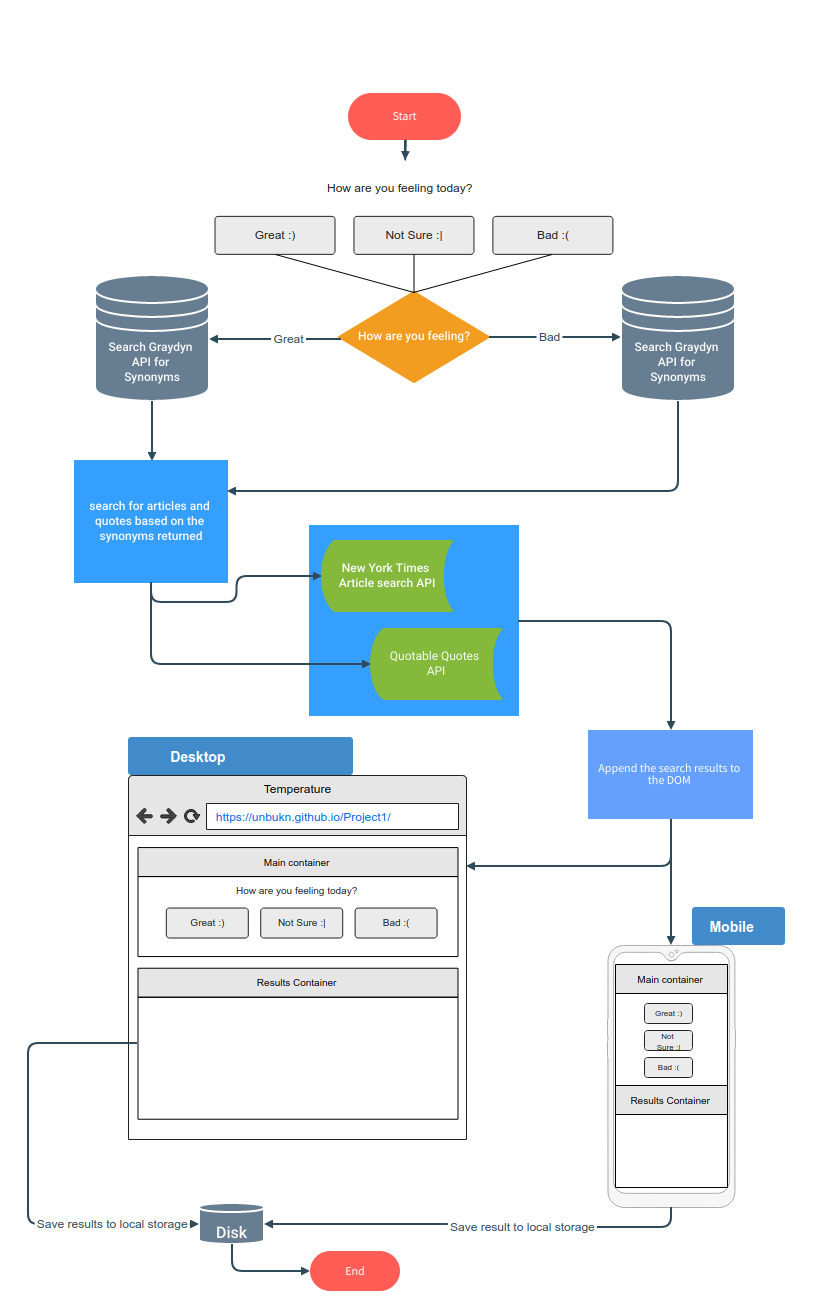 Start
How are you feeling today?
Great :)
Not Sure :|
Bad :(
How are you feeling?
Great
Bad
Search Graydyn
API for
Synonyms
Search Graydyn
API for
Synonyms
search for articles and
quotes based on the
synonyms returned
New York Times
Article search API
Quotable Quotes
API
Append the search results to
the DOM
Desktop
Temperature
https://unbukn.github.io/Project1/
Main container
How are you feeling today?
Great :)
Not Sure :|
Bad :(
Results Container
Mobile
Main container
Great :)
Not
Sure :|
Bad :(
Results Container
Save results to local storage
Disk
Save result to local storage
End